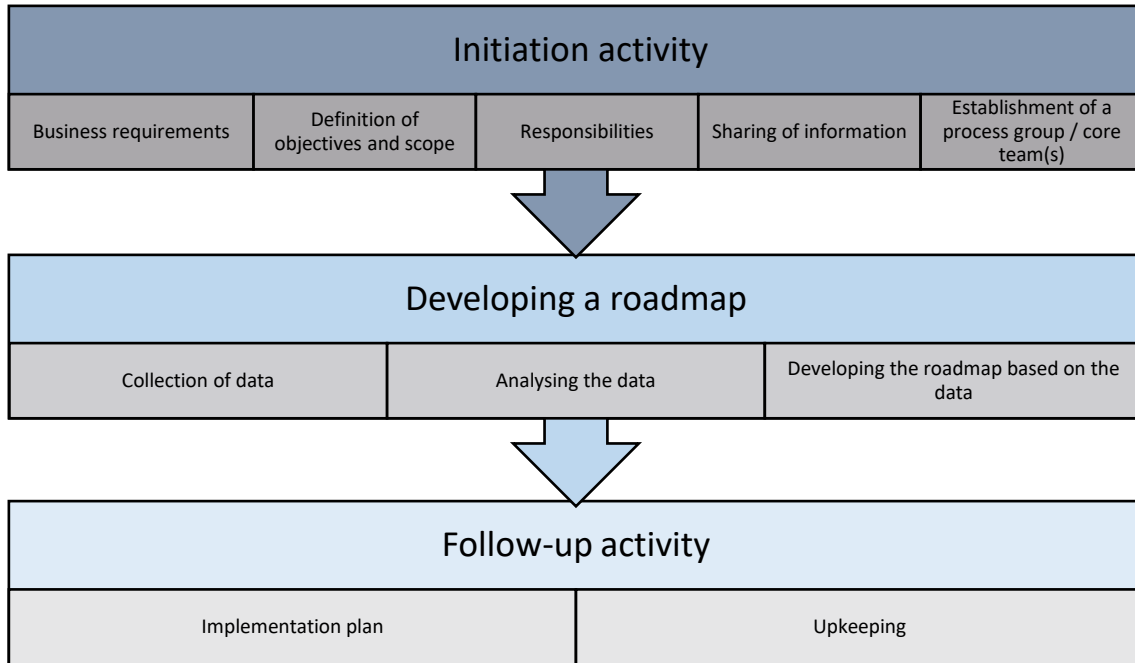 Initiation activity
Business requirements
Definition of
objectives and scope
Responsibilities
Sharing of information
Establishment of a
process group / core
team(s)
Developing a roadmap
Collection of data
Analysing the data
Developing the roadmap based on the
data
Follow-up activity
Implementation plan
Upkeeping